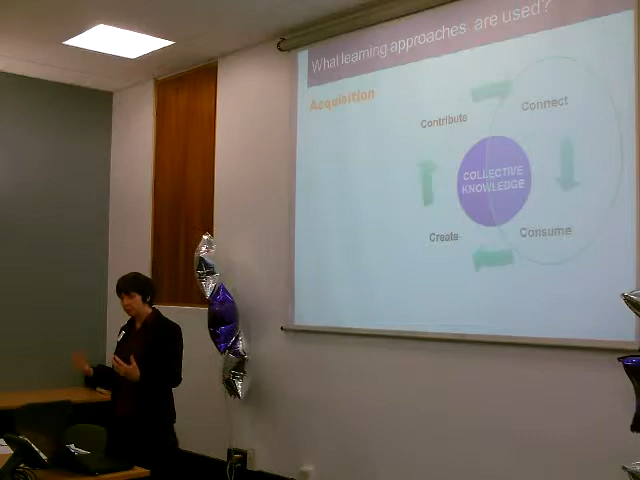 What learning approaches are used?
Acquisition
Contribute
Connect
COLLECTIVE
KNOWLEDGE
Create
Consume